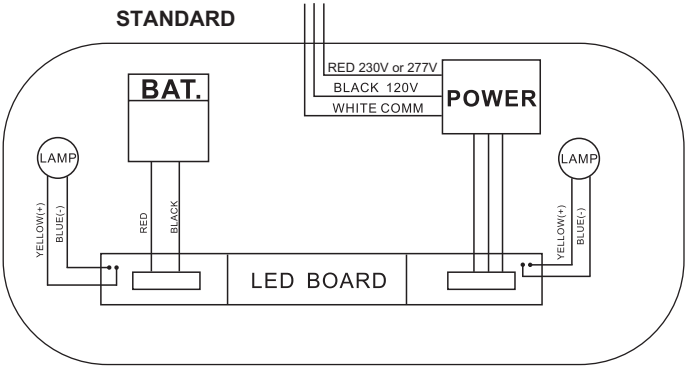 STANDARD
RED 230V or 277V
BLACK 120V
WHITE COMM
BAT.
POWER
LAMP
LAMP
YELLOW(+)
BLUE(-)
RED
BLACK
YELLOW(+)
BLUE(-)
LED BOARD